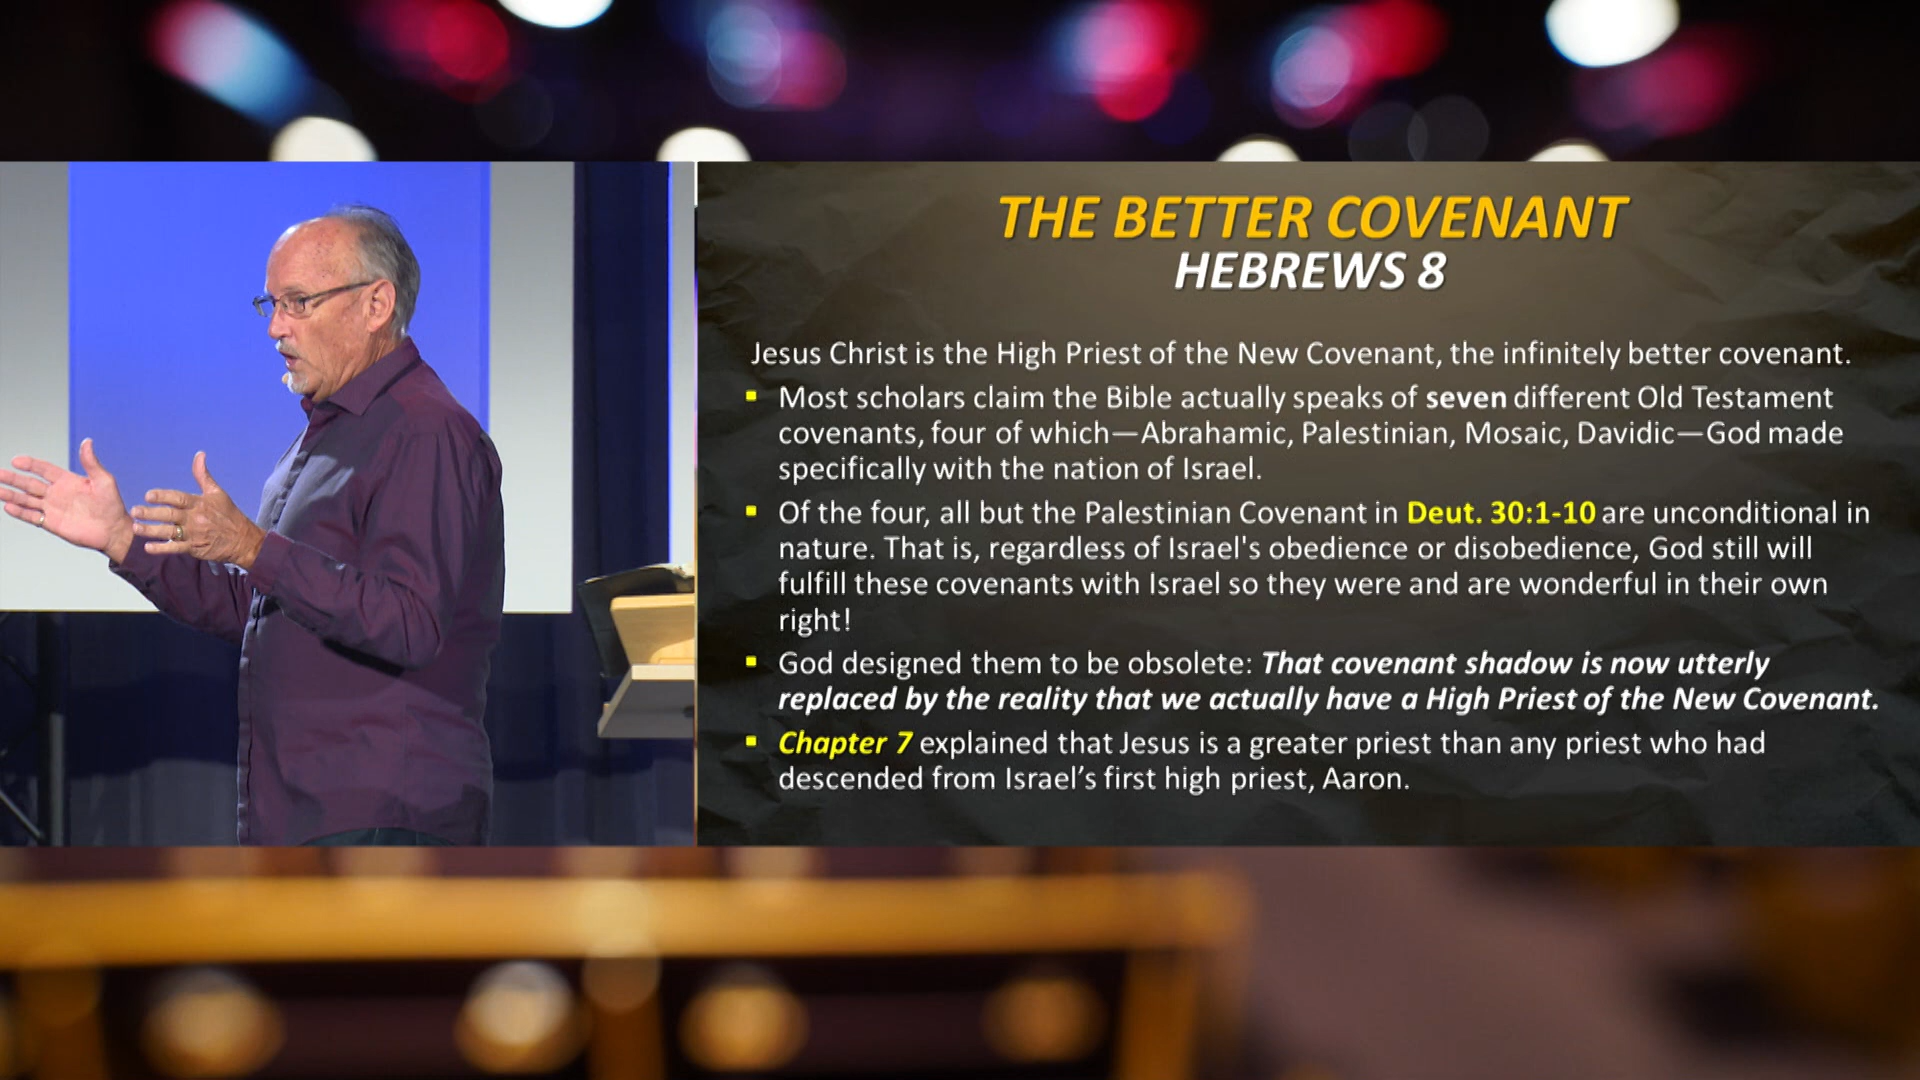 THE BETTER COVENANT
HEBREWS 8
Jesus Christ is the High Priest of the New Covenant, the infinitely better covenant.
▪ Most scholars claim the Bible actually speaks of seven different Old Testament
covenants, four of which—Abrahamic, Palestinian, Mosaic, Davidic—God made
specifically with the nation of Israel.
▪ Of the four, all but the Palestinian Covenant in Deut. 30:1-10 are unconditional in
nature. That is, regardless of Israel's obedience or disobedience, God still will
fulfill these covenants with Israel so they were and are wonderful in their own
right!
▪ God designed them to be obsolete: That covenant shadow is now utterly
replaced by the reality that we actually have a High Priest of the New Covenant.
▪ Chapter 7 explained that Jesus is a greater priest than any priest who had
descended from Israel’s first high priest, Aaron.